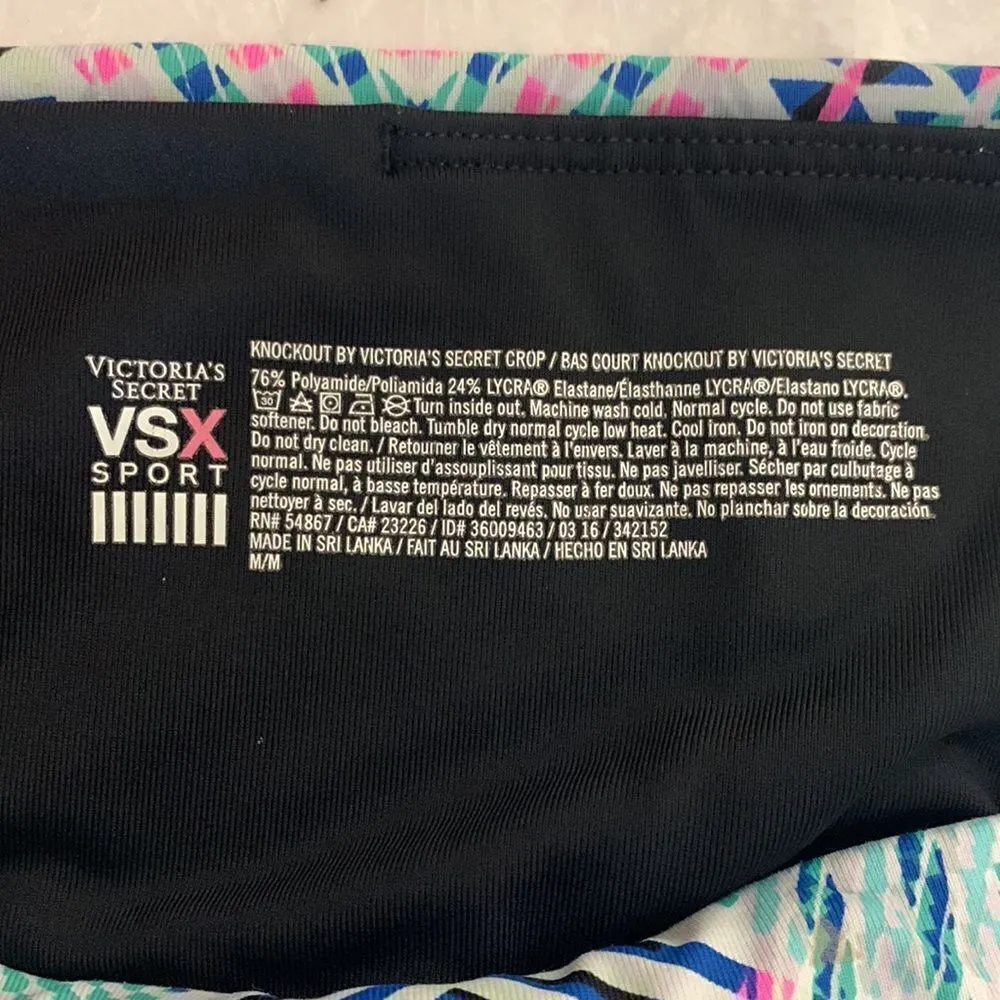 VICTORIA'S
SECRET
VSX
SPORT
KNOCKOUT BY VICTORIA'S SECRET CROP / BAS COURT KNOCKOUT BY VICTORIA'S SECRET
76% Polyamide/Poliamida 24% LYCRA® Elastane/Élasthanne LYCRA®/Elastano LYCRA®.
30 Turn inside out. Machine wash cold. Normal cycle. Do not use fabric
softener. Do not bleach. Tumble dry normal cycle low heat. Cool iron. Do not iron on decoration.
Do not dry clean. / Retourner le vêtement à l'envers. Laver à la machine, à l'eau froide. Cycle
normal. Ne pas utiliser d'assouplissant pour tissu. Ne pas javelliser. Sécher par culbutage à
cycle normal, à basse température. Repasser à fer doux. Ne pas repasser les ornements. Ne pas
nettoyer à sec. / Lavar del lado del revés. No usar suavizante. No planchar sobre la decoración.
RN# 54867 / CA# 23226 / ID# 36009463 / 03 16 / 342152
MADE IN SRI LANKA / FAIT AU SRI LANKA / HECHO EN SRI LANKA
M/M